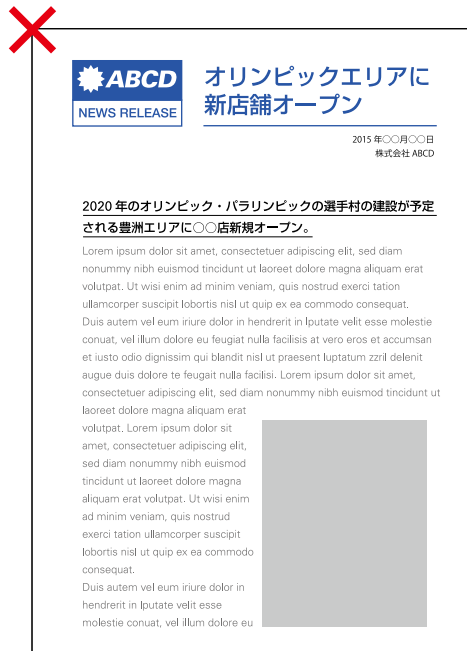 ABCD
NEWS RELEASE
オリンピックエリアに
新店舗オープン
2015 年○○月○○日
株式会社 ABCD
2020 年のオリンピック・パラリンピックの選手村の建設が予定
される豊洲エリアに○○店新規オープン。
Lorem ipsum dolor sit amet, consectetuer adipiscing elit, sed diam
nonummy nibh euismod tincidunt ut laoreet dolore magna aliquam erat
volutpat. Ut wisi enim ad minim veniam, quis nostrud exerci tation
ullamcorper suscipit lobortis nisl ut quip ex ea commodo consequat.
Duis autem vel eum iriure dolor in hendrerit in lputate velit esse molestie
conuat, vel illum dolore eu feugiat nulla facilisis at vero eros et accumsan
et iusto odio dignissim qui blandit nisl ut praesent luptatum zzril delenit
augue duis dolore te feugait nulla facilisi. Lorem ipsum dolor sit amet,
consectetuer adipiscing elit, sed diam nonummy nibh euismod tincidunt ut
laoreet dolore magna aliquam erat
volutpat. Lorem ipsum dolor sit
amet, consectetuer adipiscing elit,
sed diam nonummy nibh euismod
tincidunt ut laoreet dolore magna
aliquam erat volutpat. Ut wisi enim
ad minim veniam, quis nostrud
exerci tation ullamcorper suscipit
lobortis nisl ut quip ex ea commodo
consequat.
Duis autem vel eum iriure dolor in
hendrerit in lputate velit esse
molestie conuat, vel illum dolore eu